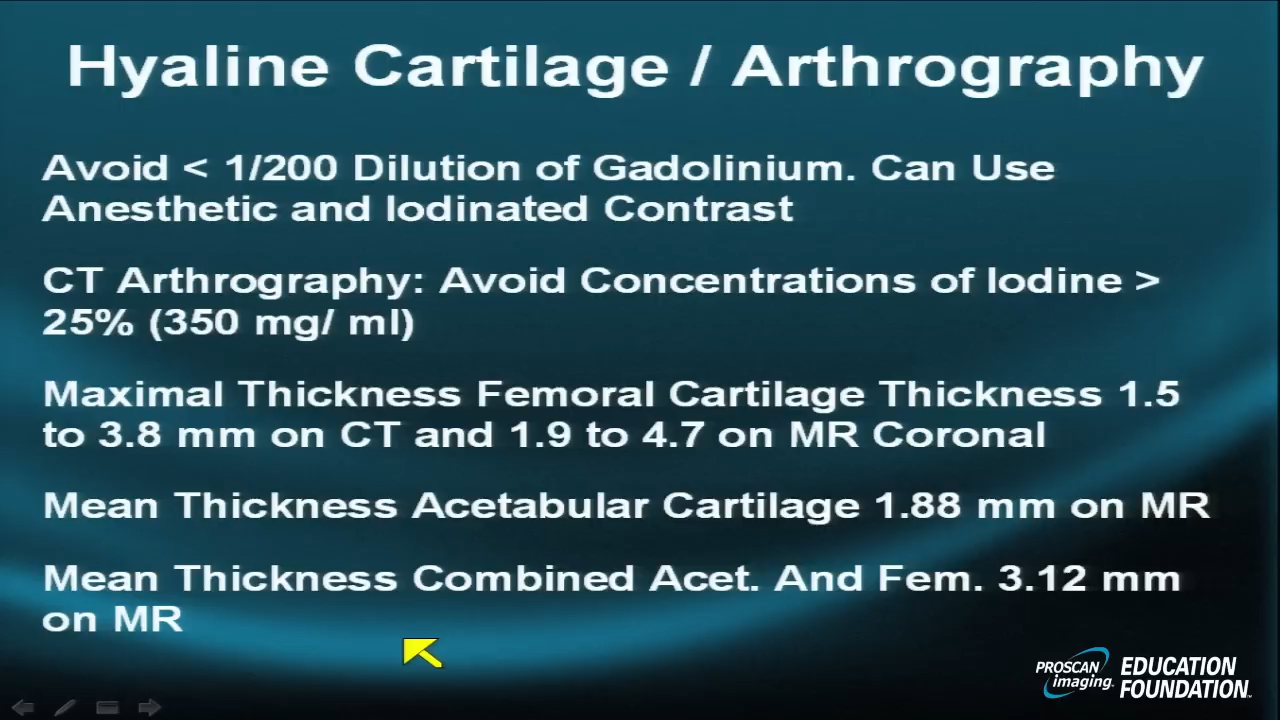 Hyaline Cartilage / Arthrography
Avoid < 1/200 Dilution of Gadolinium. Can Use
Anesthetic and Iodinated Contrast
CT Arthrography: Avoid Concentrations of Iodine >
25% (350 mg/ ml)
Maximal Thickness Femoral Cartilage Thickness 1.5
to 3.8 mm on CT and 1.9 to 4.7 on MR Coronal
Mean Thickness Acetabular Cartilage 1.88 mm on MR
Mean Thickness Combined Acet. And Fem. 3.12 mm
on MR
PROSCAN
imaging
EDUCATION
FOUNDATION